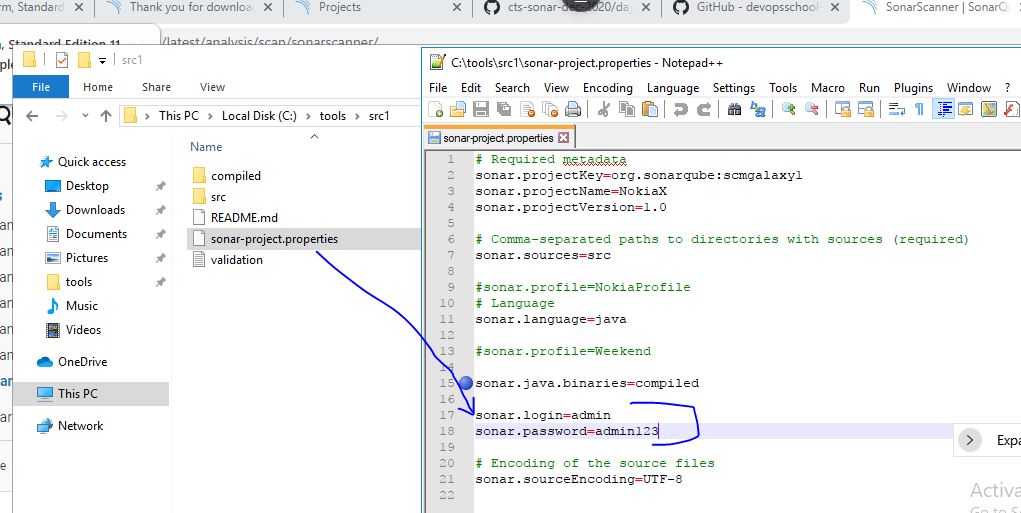 rm, Standard
Thank you for download
Projects
cts-sonar-dec-2020/day
GitHub - devopsschool-
SonarScanner | SonarQ
, Standard Edition 11
/latest/analysis/scan/sonarscanner/
src1
File
Home
Share
View
This PC
Local Disk (C:)
tools
src1
Quick access
Desktop
Downloads
Documents
Pictures
tools
Music
Videos
OneDrive
This PC
Network
Name
compiled
src
README.md
sonar-project.properties
validation
C:\tools\src1\sonar-project.properties - Notepad++
File Edit Search View Encoding Language Settings Tools Macro Run Plugins Window ?
sonar-project.properties
1 # Required metadata
2 sonar.projectKey=org.sonarqube:scmgalaxy1
3 sonar.projectName=NokiaX
4 sonar.projectVersion=1.0
5
6 # Comma-separated paths to directories with sources (required)
7 sonar.sources=src
8
9 #sonar.profile=NokiaProfile
10 # Language
11 sonar.language=java
12
13 #sonar.profile=Weekend
14
15 sonar.java.binaries=compiled
16
17 sonar.login=admin
18 sonar.password=admin123
19
20 # Encoding of the source files
21 sonar.sourceEncoding=UTF-8
22
Expa
Activa